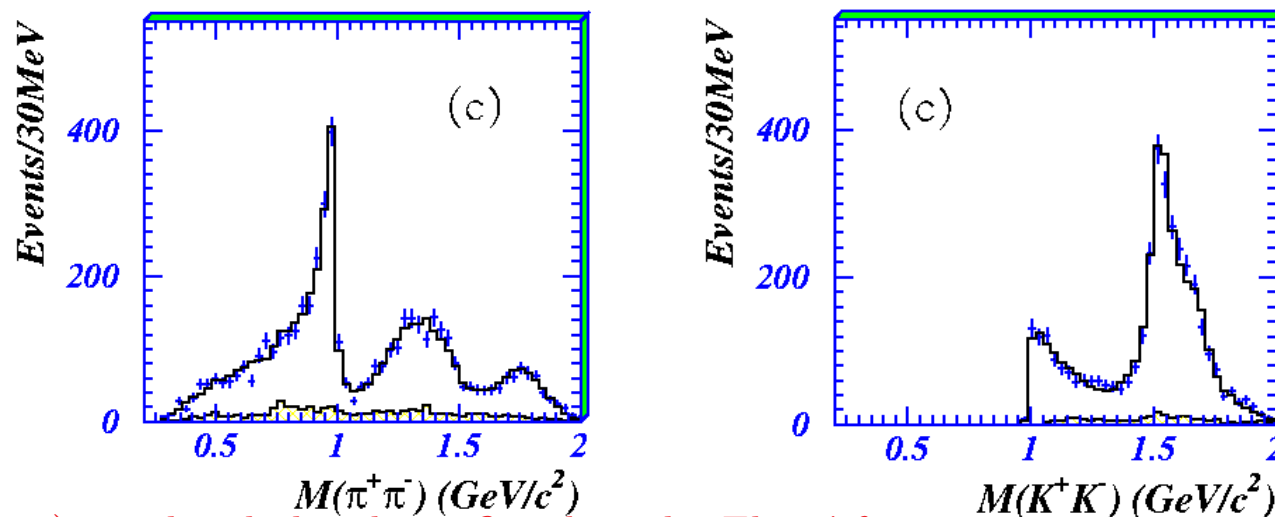 Events/30MeV
400
200
0
(c)
0.5 1 1.5 2
M(π⁺π⁻) (GeV/c²)
Events/30MeV
400
200
0
(c)
0.5 1 1.5 2
M(K⁺K⁻) (GeV/c²)